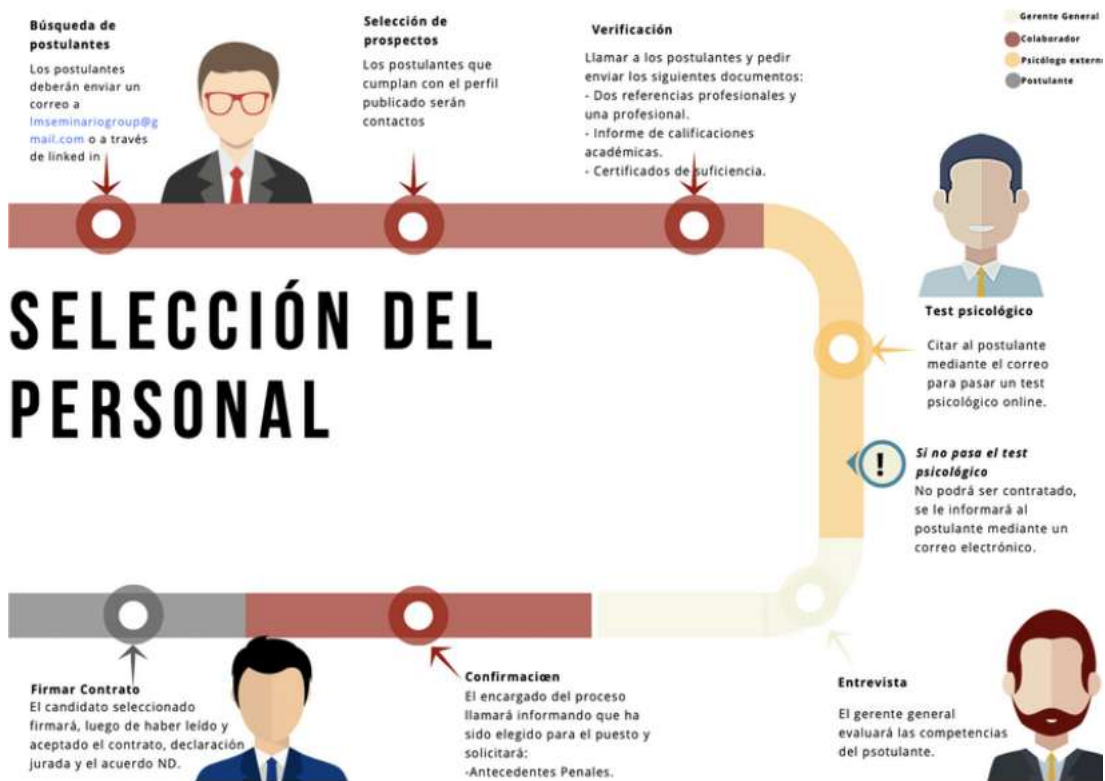 Búsqueda de
postulantes
Los postulantes
deberán enviar un
correo a
lmseminariogroup@g
mail.com o a través
de linked in
Selección de
prospectos
Los postulantes que
cumplan con el perfil
publicado serán
contactos
Verificación
Llamar a los postulantes y pedir
enviar los siguientes documentos:
- Dos referencias profesionales y
una profesional.
- Informe de calificaciones
académicas.
- Certificados de suficiencia.
Gerente General
Colaborador
Psicólogo externo
Postulante
SELECCIÓN DEL
PERSONAL
Test psicológico
Citar al postulante
mediante el correo
para pasar un test
psicológico online.
!
Si no pasa el test
psicológico
No podrá ser contratado,
se le informará al
postulante mediante un
correo electrónico.
Firmar Contrato
El candidato seleccionado
firmará, luego de haber leído y
aceptado el contrato, declaración
jurada y el acuerdo ND.
Confirmaciœn
El encargado del proceso
llamará informando que ha
sido elegido para el puesto y
solicitará:
-Antecedentes Penales.
Entrevista
El gerente general
evaluará las competencias
del psotulante.